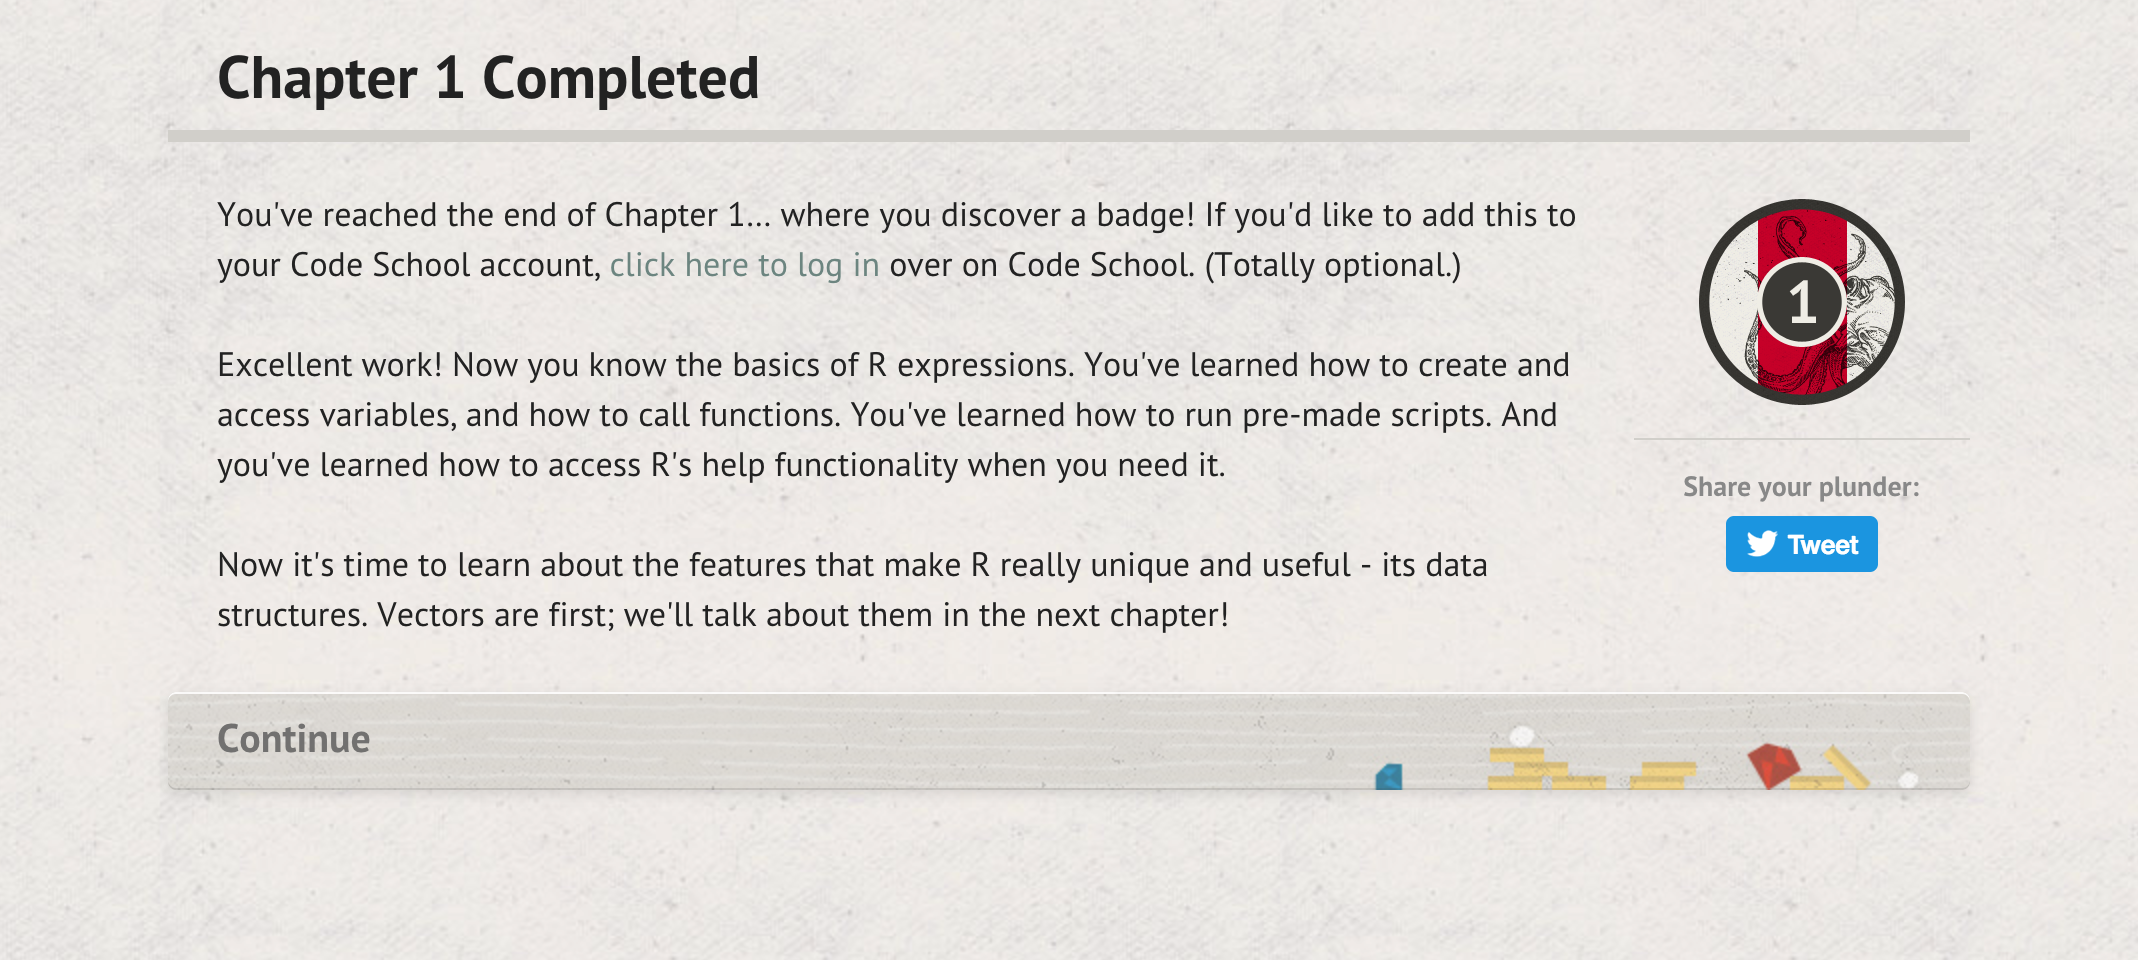 Chapter 1 Completed
You've reached the end of Chapter 1... where you discover a badge! If you'd like to add this to
your Code School account, click here to log in over on Code School. (Totally optional.)
1
Excellent work! Now you know the basics of R expressions. You've learned how to create and
access variables, and how to call functions. You've learned how to run pre-made scripts. And
you've learned how to access R's help functionality when you need it.
Share your plunder:
Tweet
Now it's time to learn about the features that make R really unique and useful - its data
structures. Vectors are first; we'll talk about them in the next chapter!
Continue